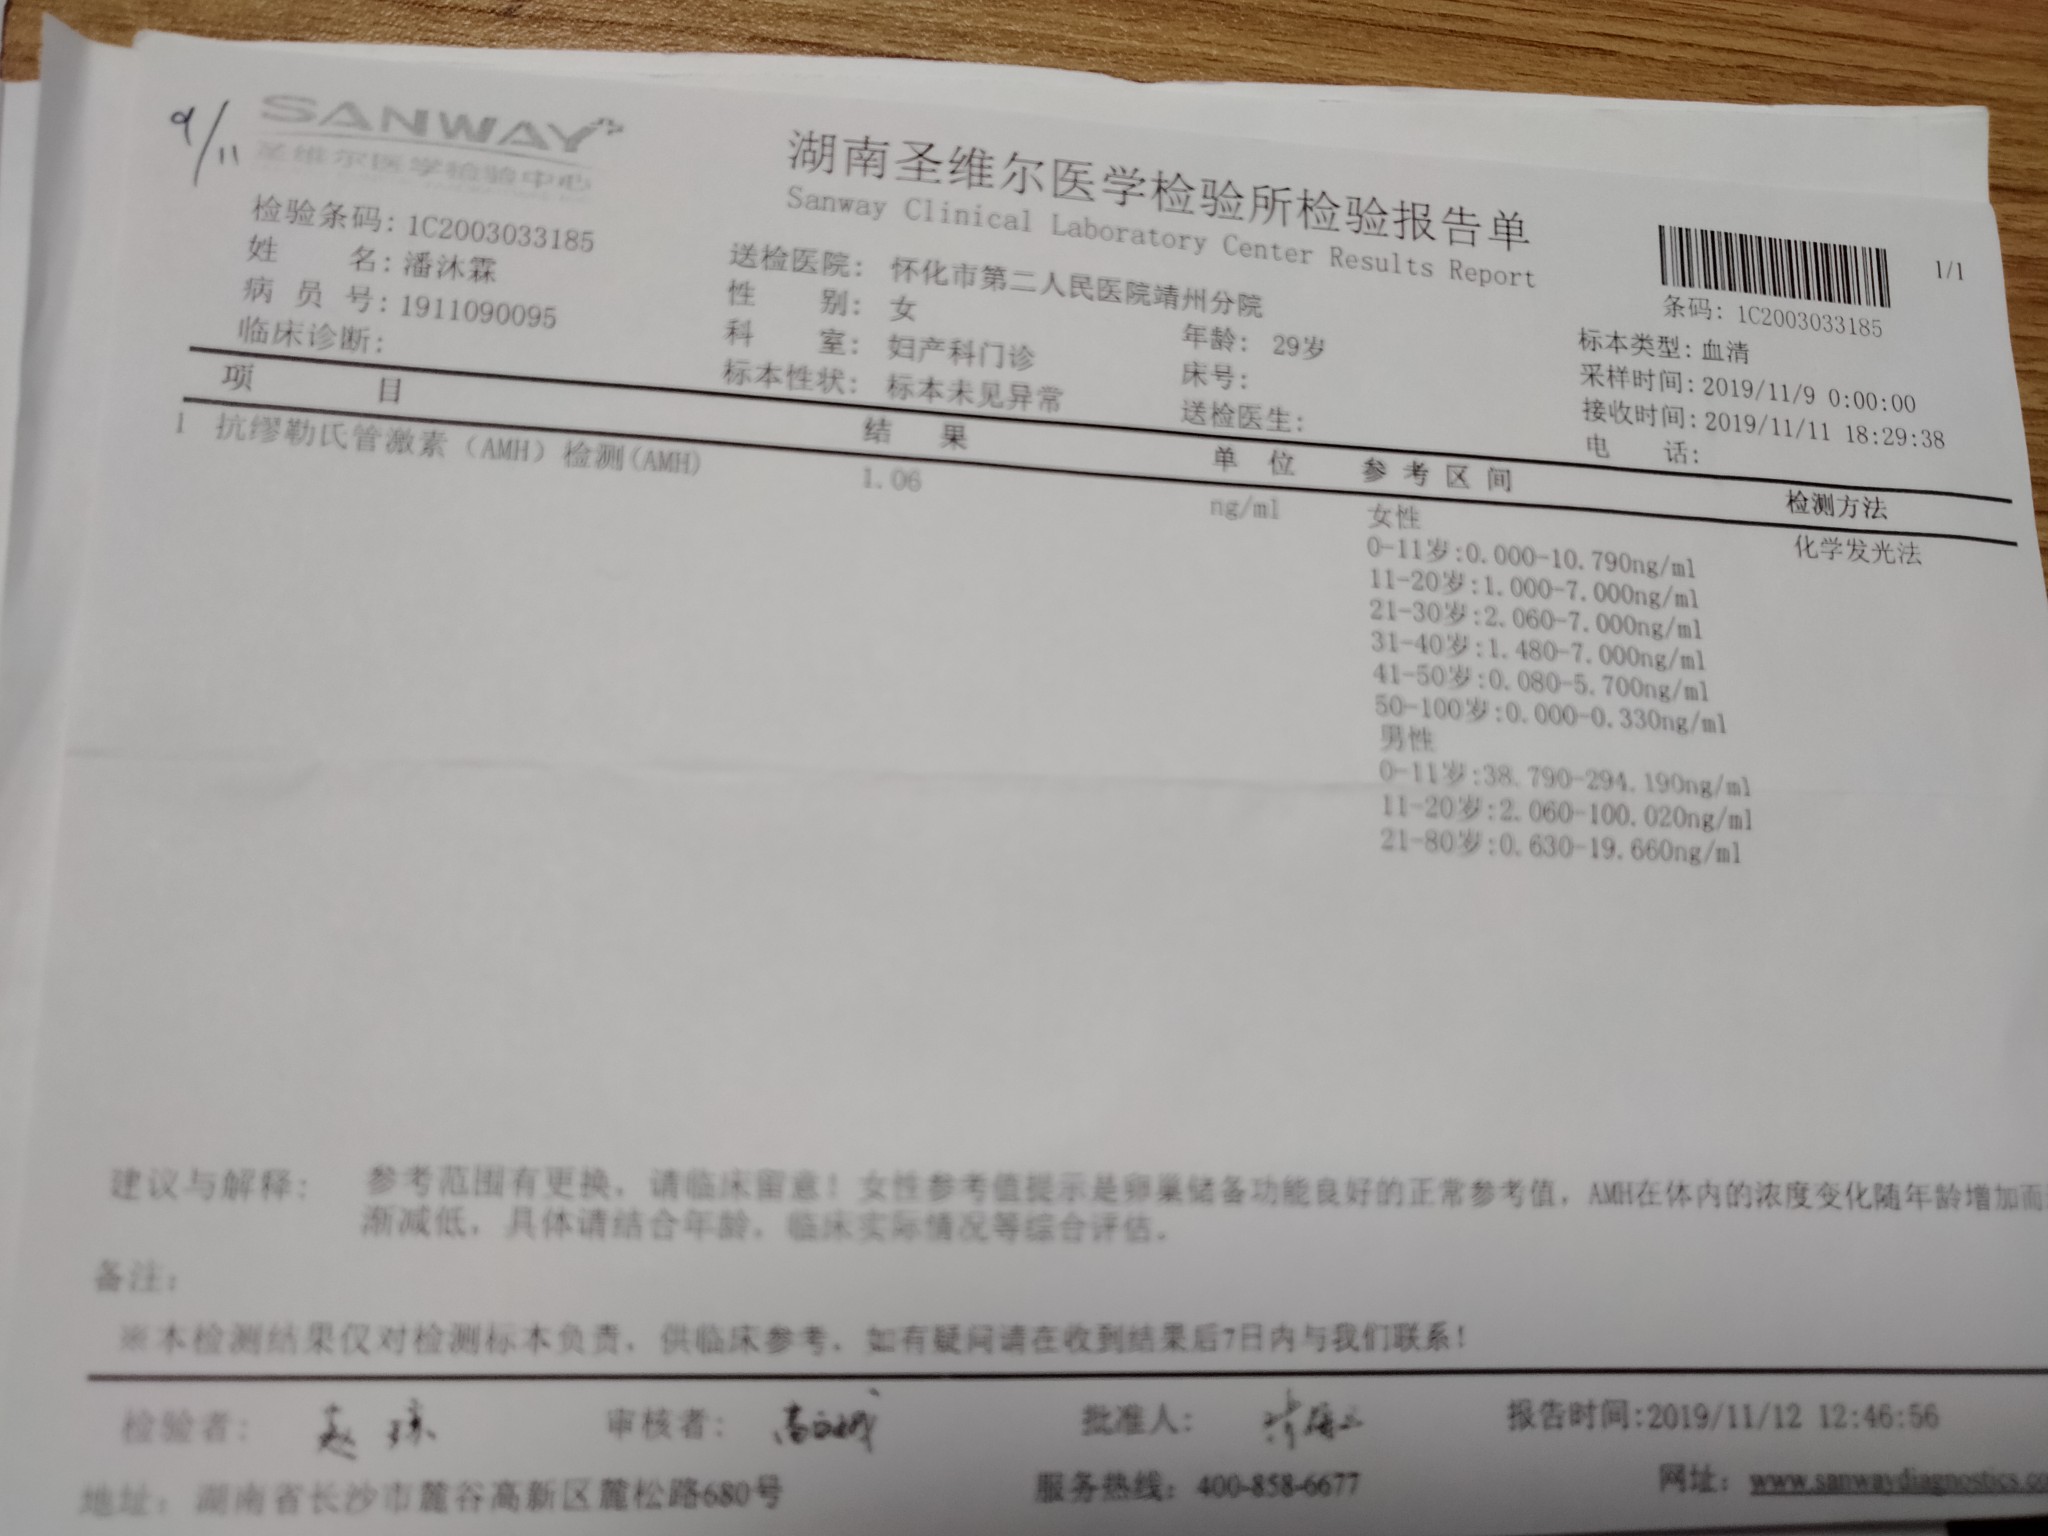 9/11
SANWAY
圣维尔医学检验中心
湖南圣维尔医学检验所检验报告单
Sanway Clinical Laboratory Center Results Report
1/1
条码: 1C2003033185
检验条码: 1C2003033185
送检医院: 怀化市第二人民医院靖州分院
标本类型: 血清
姓 名: 潘沐霖
性 别: 女
年龄: 29岁
采样时间: 2019/11/9 0:00:00
病 员 号: 1911090095
科 室: 妇产科门诊
床号:
接收时间: 2019/11/11 18:29:38
临床诊断:
标本性状: 标本未见异常
送检医生:
电 话:
项 目 结 果 单 位 参 考 区 间 检测方法
1 抗缪勒氏管激素（AMH）检测(AMH) 1.06 ng/ml 女性 化学发光法
0-11岁:0.000-10.790ng/ml
11-20岁:1.000-7.000ng/ml
21-30岁:2.060-7.000ng/ml
31-40岁:1.480-7.000ng/ml
41-50岁:0.080-5.700ng/ml
50-100岁:0.000-0.330ng/ml
男性
0-11岁:38.790-294.190ng/ml
11-20岁:2.060-100.020ng/ml
21-80岁:0.630-19.660ng/ml
建议与解释: 参考范围有更换，请临床留意！女性参考值提示是卵巢储备功能良好的正常参考值，AMH在体内的浓度变化随年龄增加而
渐减低，具体请结合年龄，临床实际情况等综合评估。
备注:
※本检测结果仅对检测标本负责，供临床参考，如有疑问请在收到结果后7日内与我们联系！
检验者: 审核者: 批准人: 报告时间:2019/11/12 12:46:56
地址: 湖南省长沙市麓谷高新区麓松路680号 服务热线: 400-858-6677 网址: www.sanwaydiagnostics.co